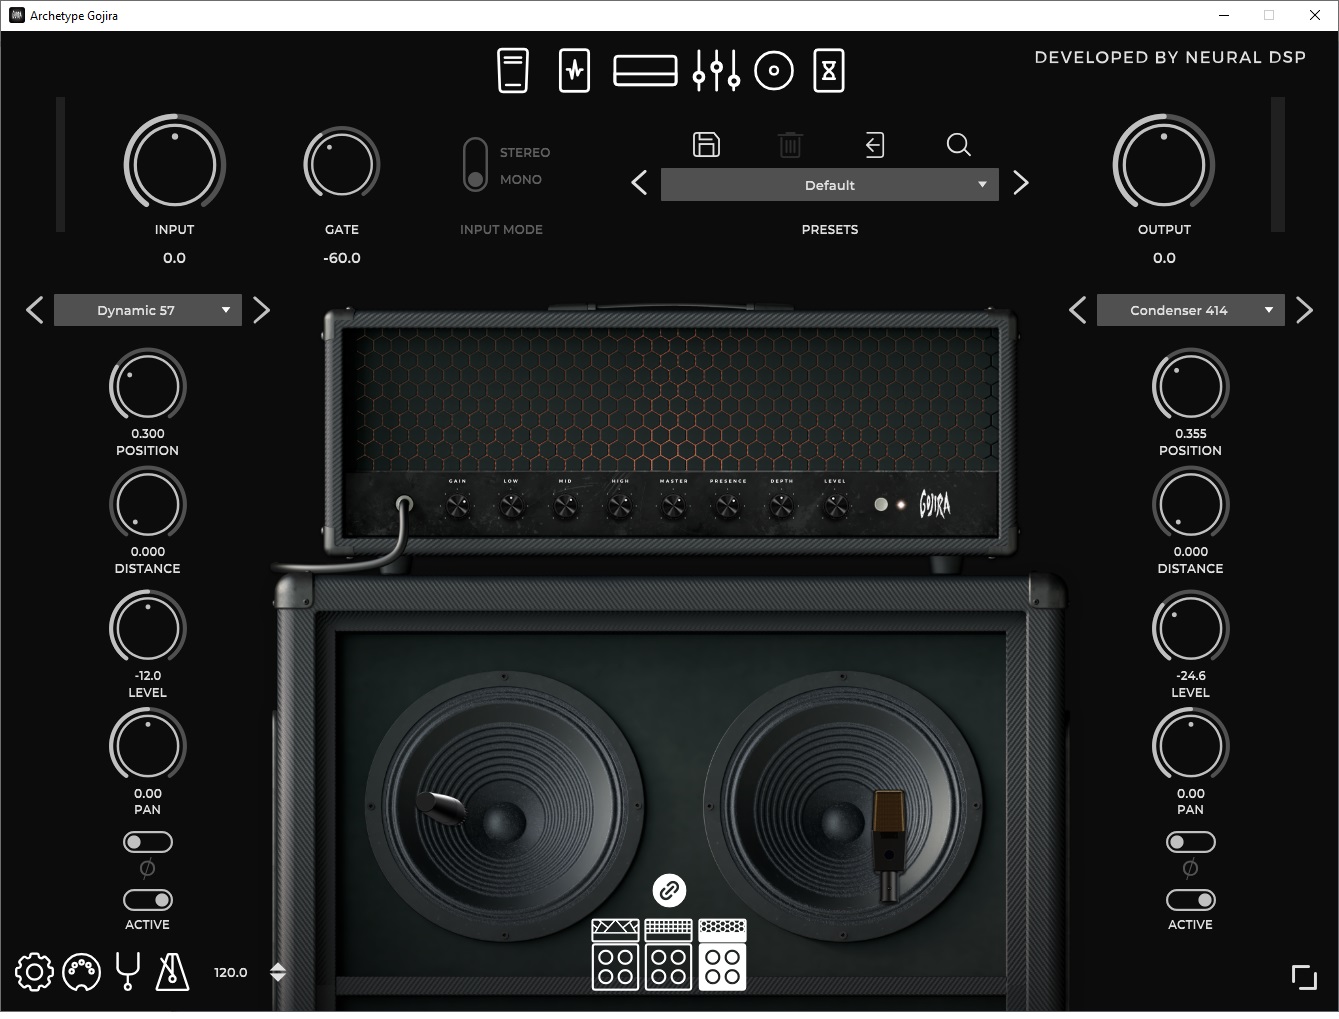 Archetype Gojira
DEVELOPED BY NEURAL DSP
STEREO
MONO
Default
INPUT
GATE
INPUT MODE
PRESETS
OUTPUT
0.0
-60.0
0.0
Dynamic 57
Condenser 414
0.300
POSITION
0.000
DISTANCE
-12.0
LEVEL
0.00
PAN
Ø
ACTIVE
GAIN LOW MID HIGH MASTER PRESENCE DEPTH LEVEL
GOJIRA
0.355
POSITION
0.000
DISTANCE
-24.6
LEVEL
0.00
PAN
Ø
ACTIVE
120.0